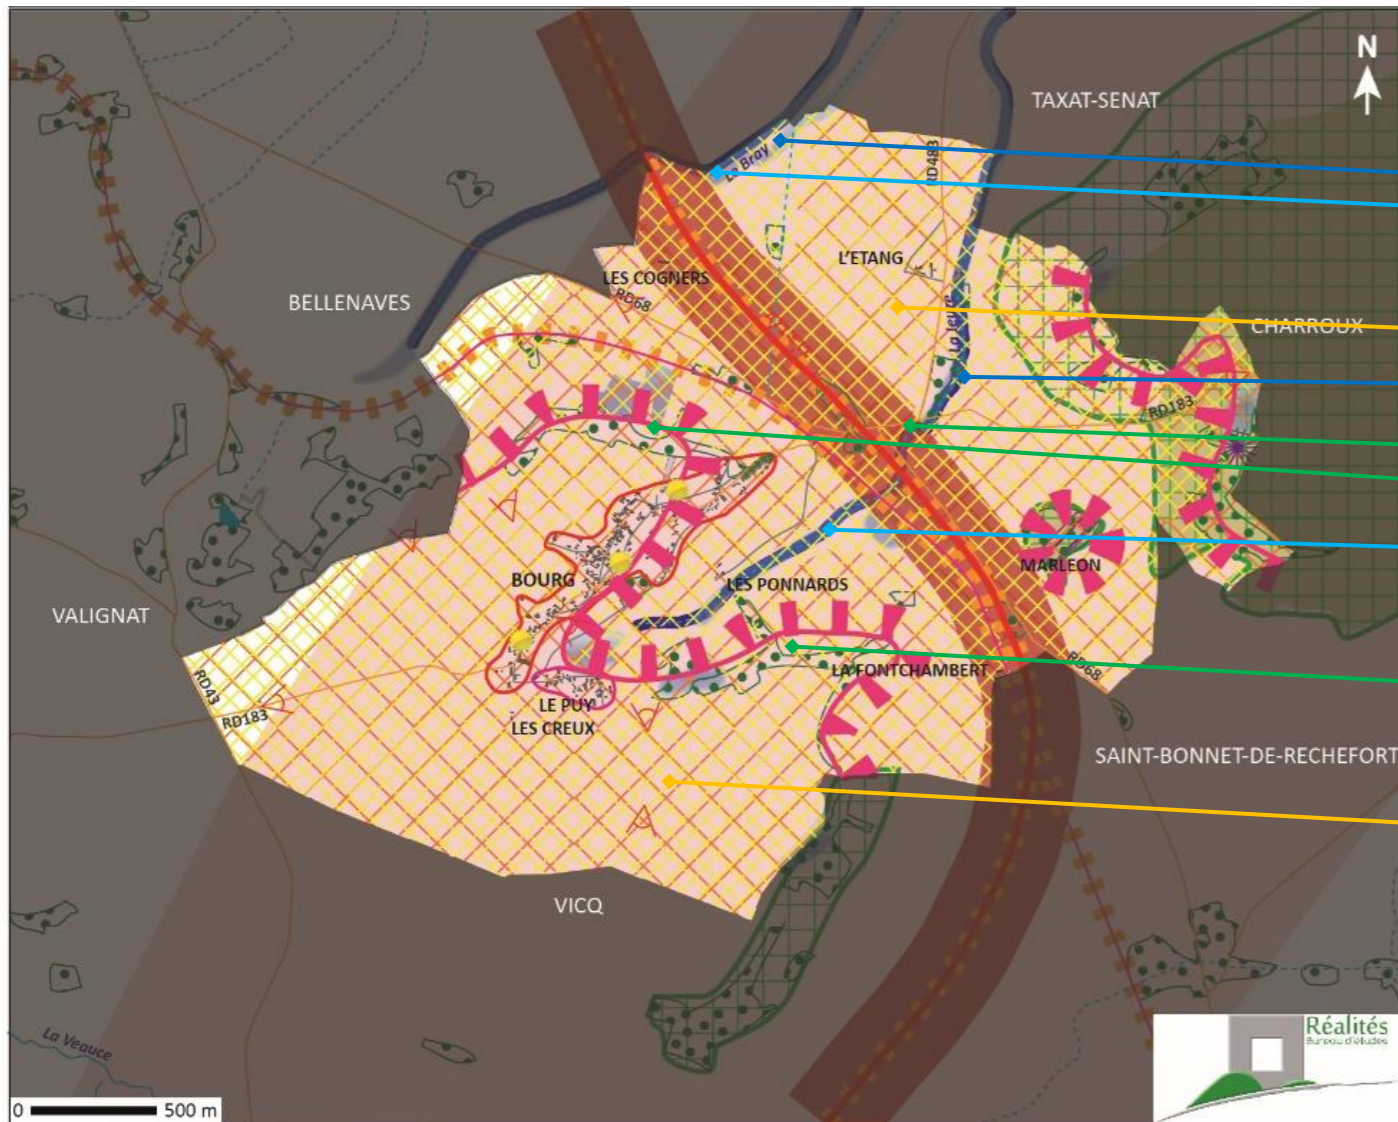 N
TAXAT-SENAT
Le Bray
RD483
L'ETANG
LES COGNERS
RD68
BELLENAVES
La Jeure
CHARROUX
RD183
MARLEON
BOURG
LES PONNARDS
VALIGNAT
LA FONTCHAMBERT
RD68
RD43
RD183
LE PUY
LES CREUX
SAINT-BONNET-DE-RECHEFORT
VICQ
La Veauce
Réalités
Bureau d'études
0 500 m